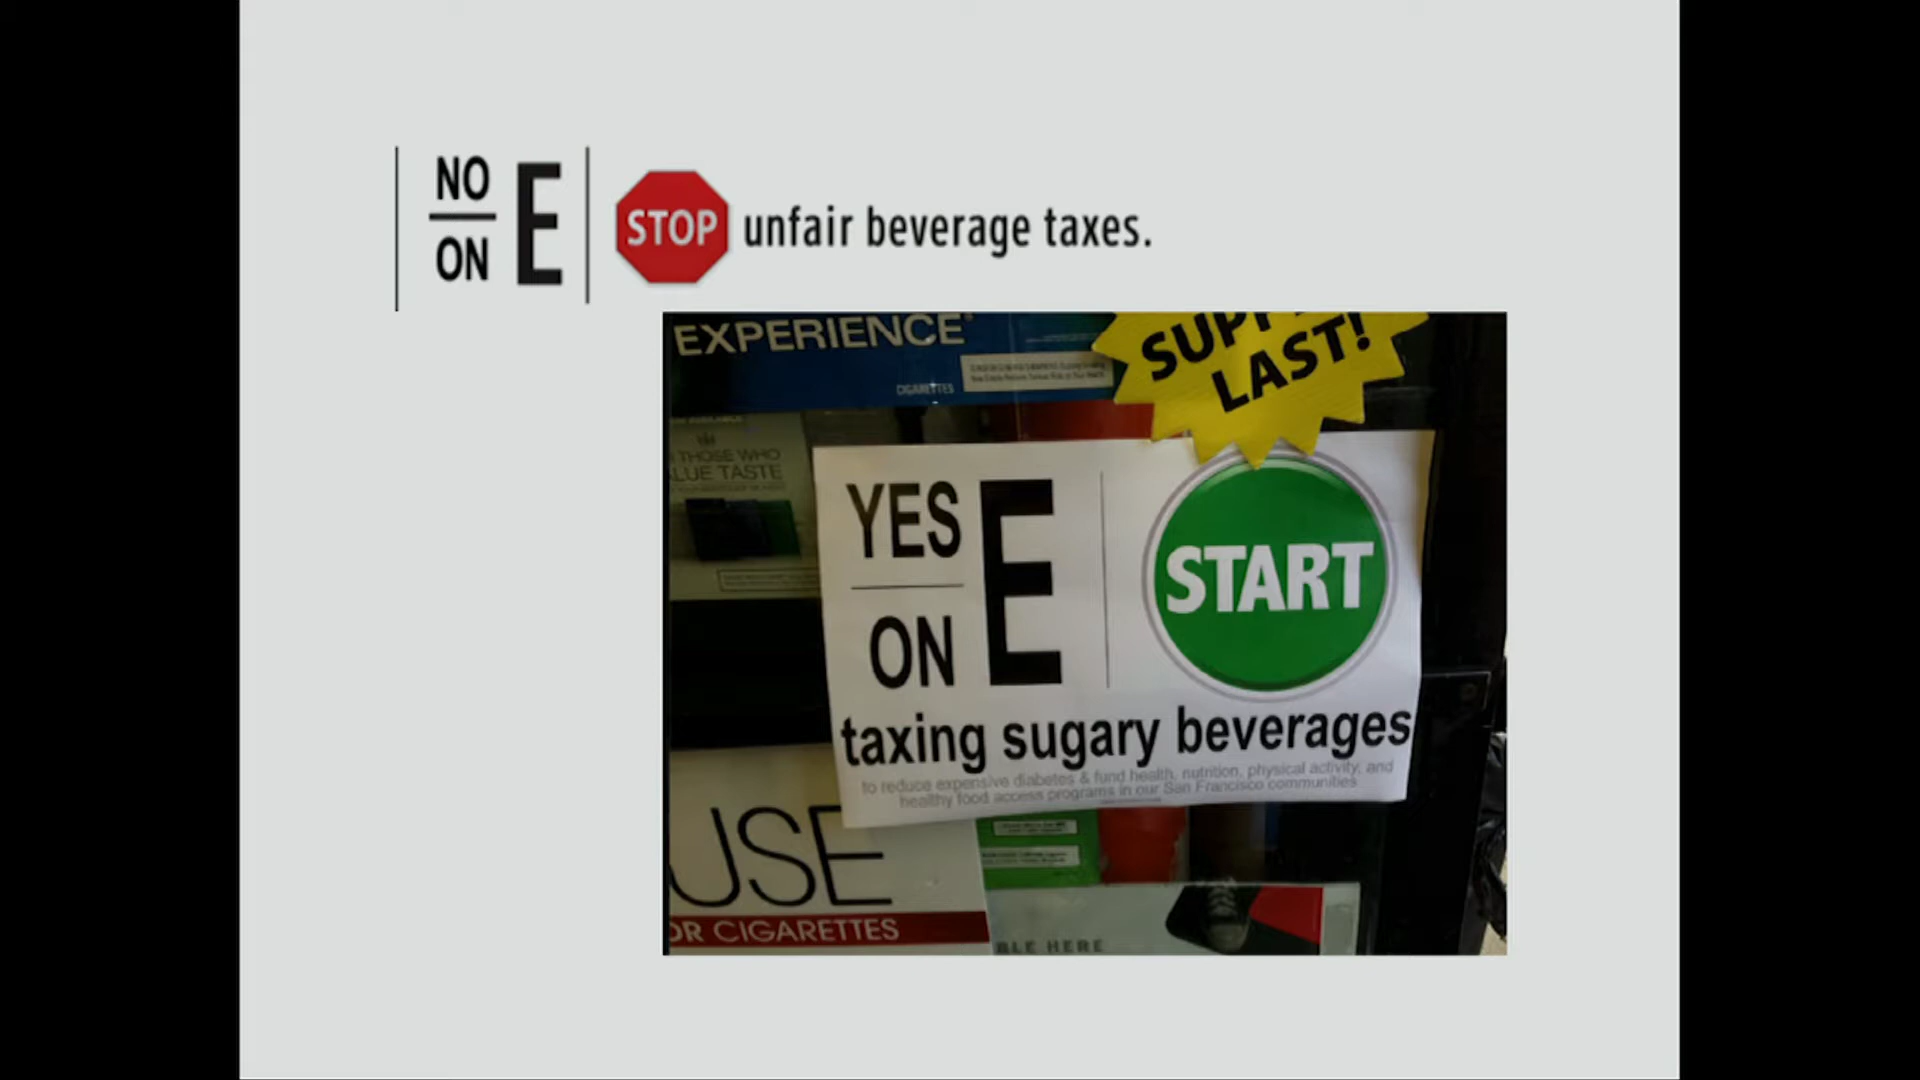 NO
ON
E
STOP unfair beverage taxes.
EXPERIENCE
CIGARETTES
LAST!
THOSE WHO
LUE TASTE
YES
ON
E
START
taxing sugary beverages
to reduce expensive diabetes & fund health, nutrition, physical activity, and
healthy food access programs in our San Francisco communities
USE
OR CIGARETTES
BLE HERE